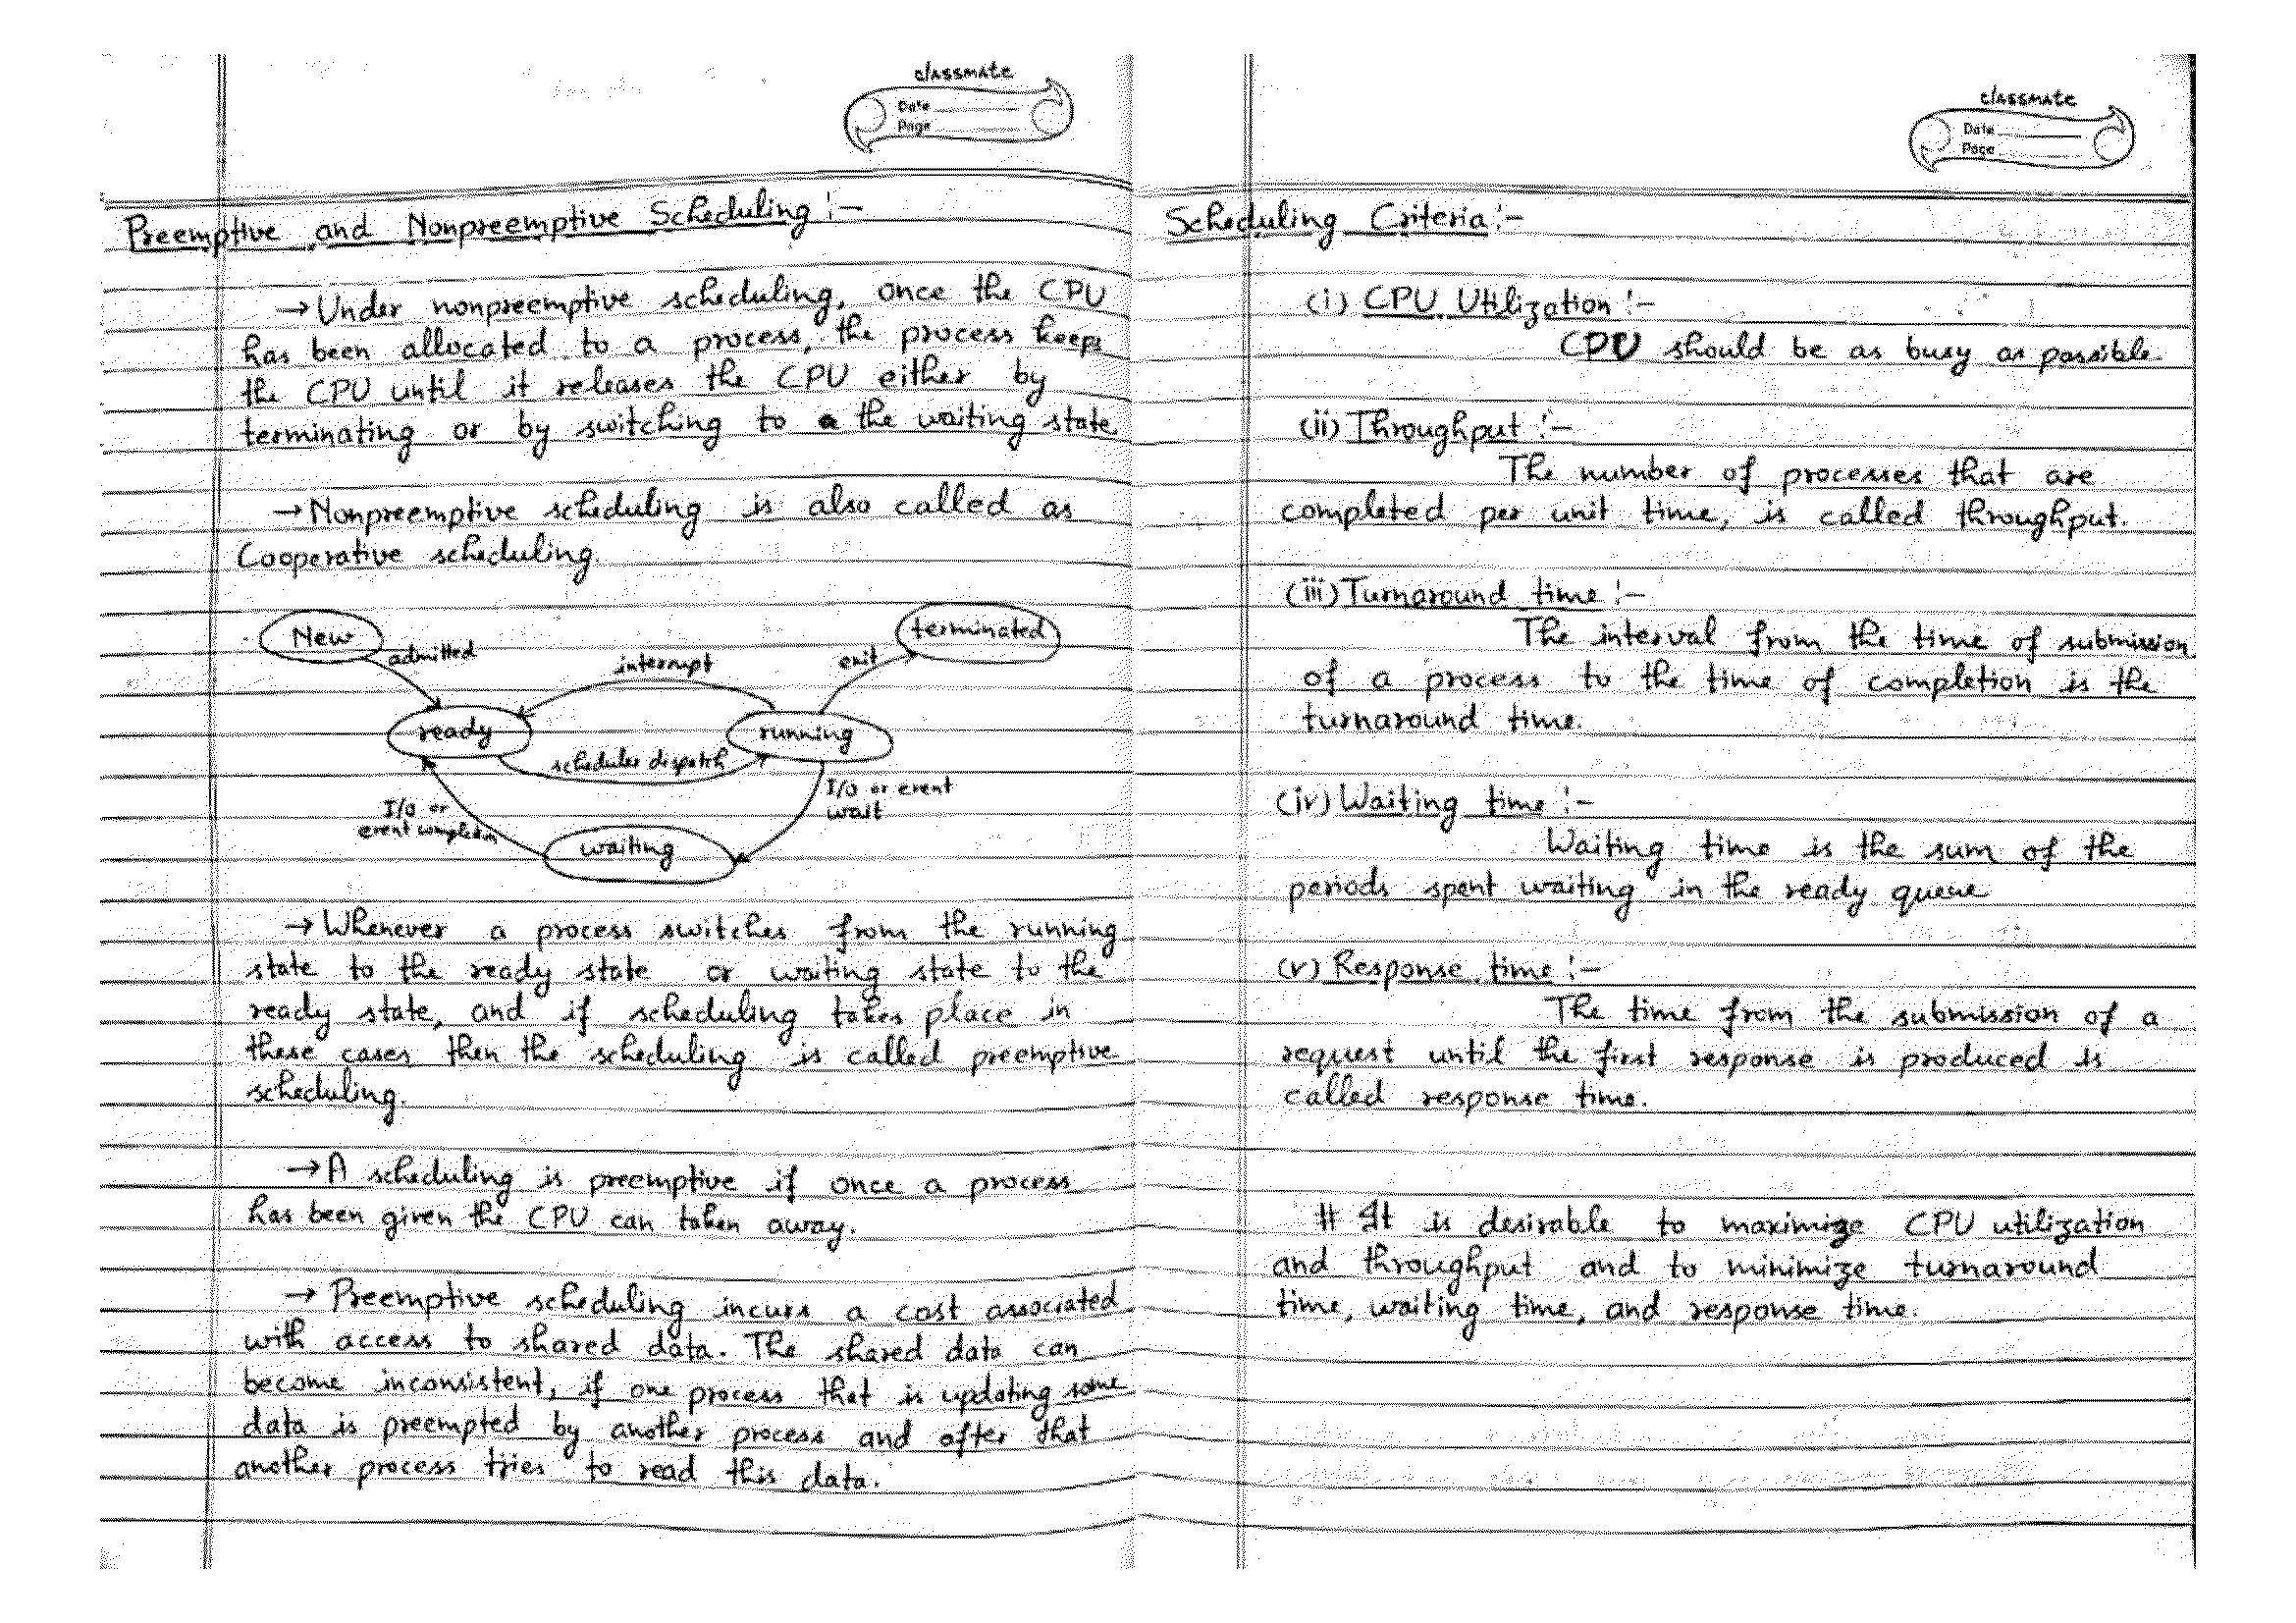 classmate
Date
Page
Preemptive and Nonpreemptive Scheduling :-
→ Under nonpreemptive scheduling, once the CPU
has been allocated to a process, the process keeps
the CPU until it releases the CPU either by
terminating or by switching to the waiting state.
→ Nonpreemptive scheduling is also called as
Cooperative scheduling.
New
terminated
admitted
interrupt
exit
ready
running
scheduler dispatch
I/O or event
wait
I/O or
event completion
waiting
→ Whenever a process switches from the running
state to the ready state or waiting state to the
ready state, and if scheduling takes place in
these cases then the scheduling is called preemptive
scheduling.
→ A scheduling is preemptive if once a process
has been given the CPU can taken away.
→ Preemptive scheduling incurs a cost associated
with access to shared data. The shared data can
become inconsistent, if one process that is updating some
data is preempted by another process and after that
another process tries to read this data.
classmate
Date
Page
Scheduling Criteria :-
(i) CPU Utilization :-
CPU should be as busy as possible.
(ii) Throughput :-
The number of processes that are
completed per unit time, is called throughput.
(iii) Turnaround time :-
The interval from the time of submission
of a process to the time of completion is the
turnaround time.
(iv) Waiting time :-
Waiting time is the sum of the
periods spent waiting in the ready queue
(v) Response time :-
The time from the submission of a
request until the first response is produced is
called response time.
# It is desirable to maximize CPU utilization
and throughput and to minimize turnaround
time, waiting time, and response time.